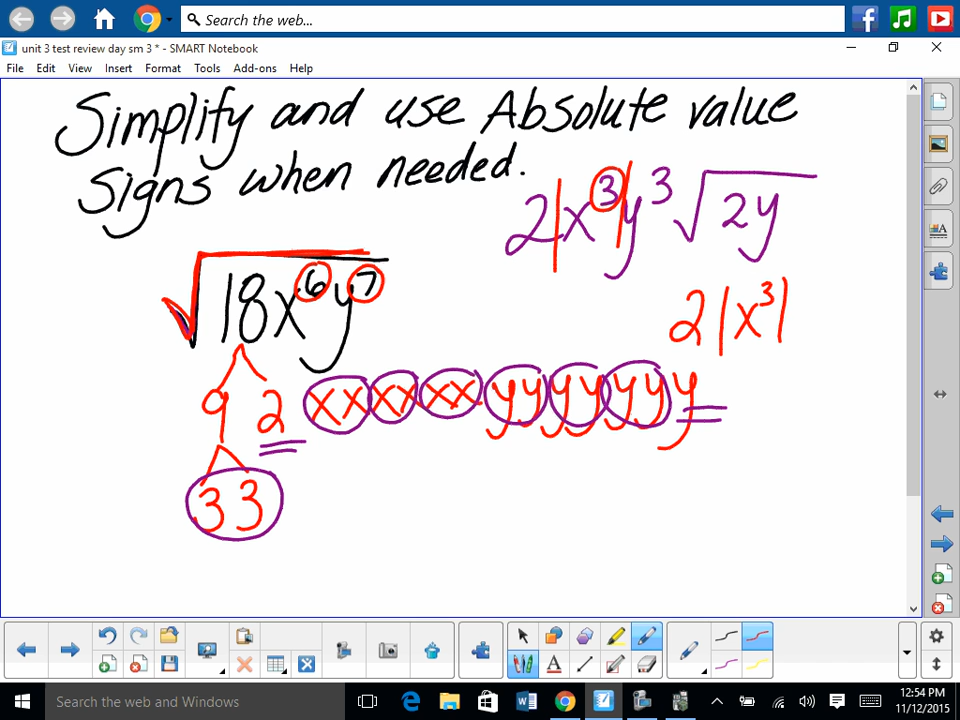 Search the web...
unit 3 test review day sm 3 * - SMART Notebook
File Edit View Insert Format Tools Add-ons Help
Simplify and use Absolute value
signs when needed.
2|x³|y³√2y
√18x⁶y⁷
2|x³|
9 2 xx xx xx yy yy yy y
3 3
A
Search the web and Windows
12:54 PM
11/12/2015